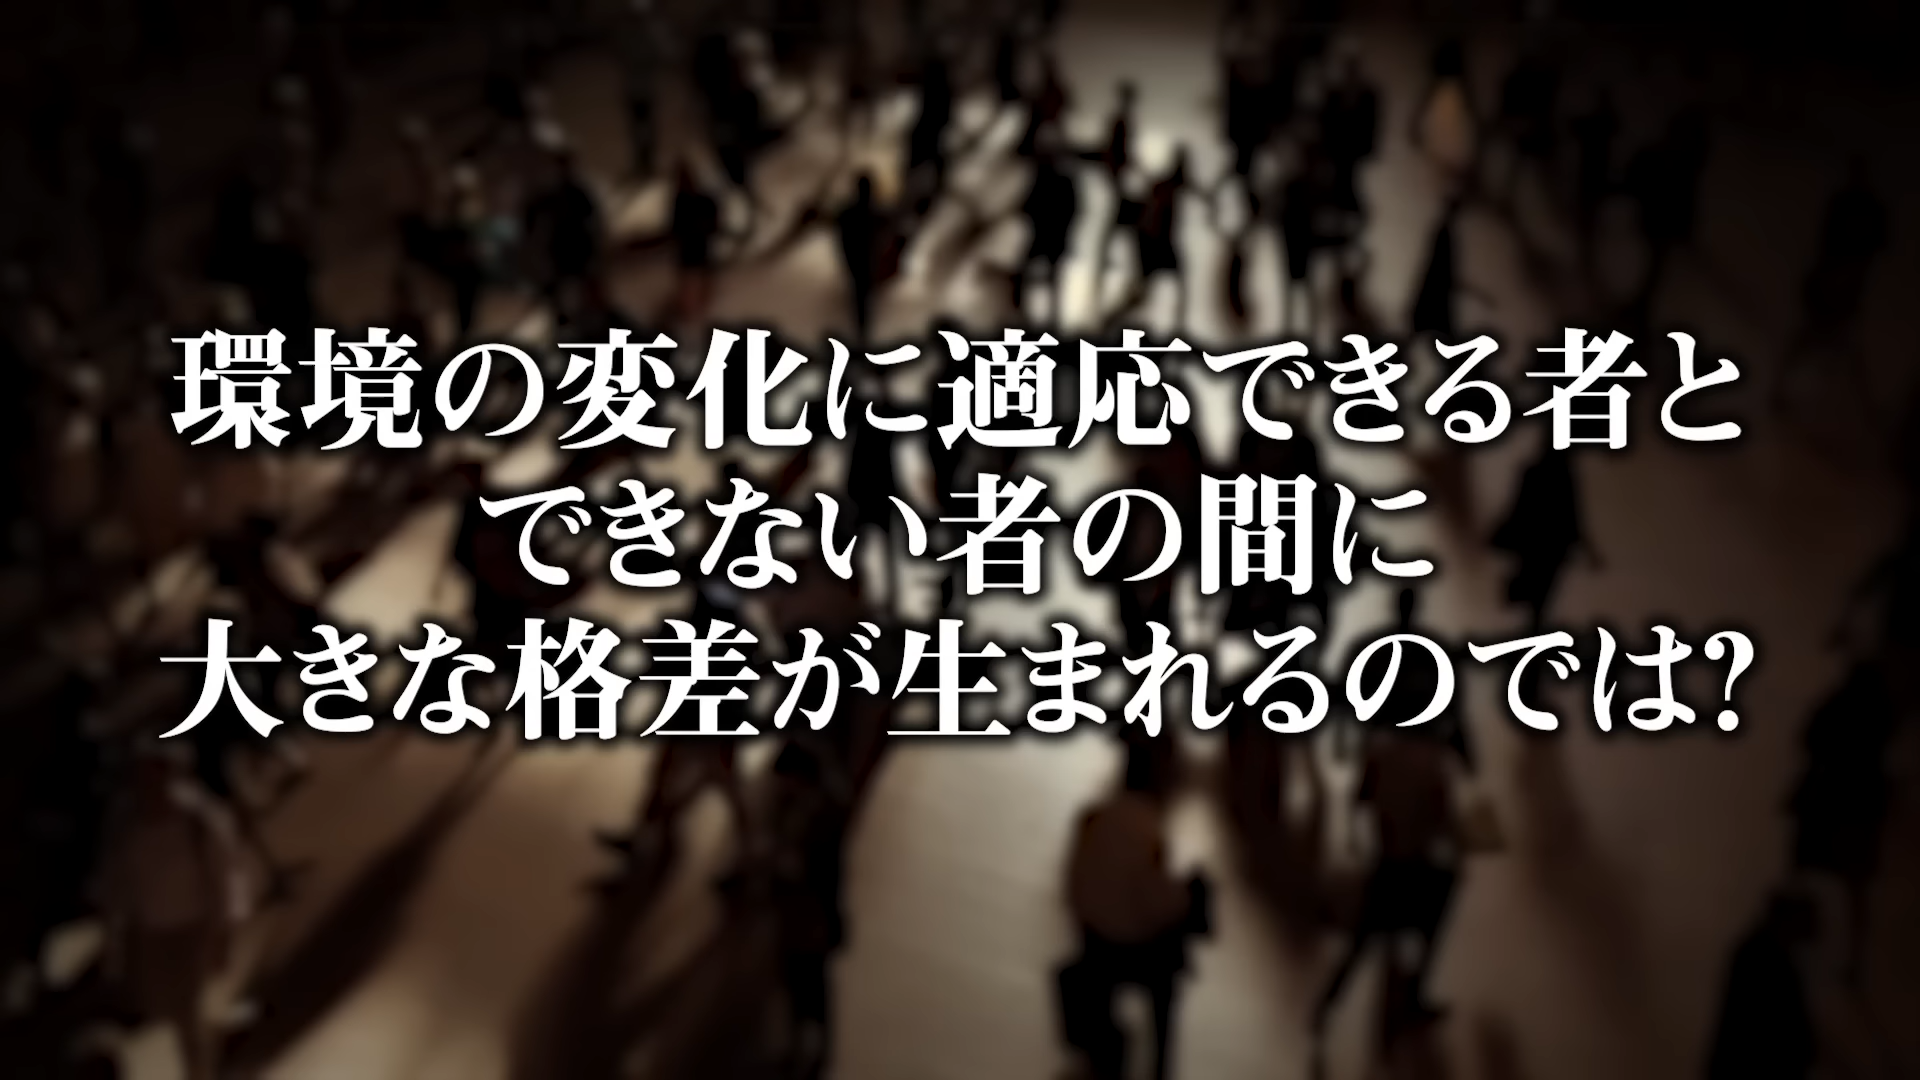 環境の変化に適応できる者と
できない者の間に
大きな格差が生まれるのでは?